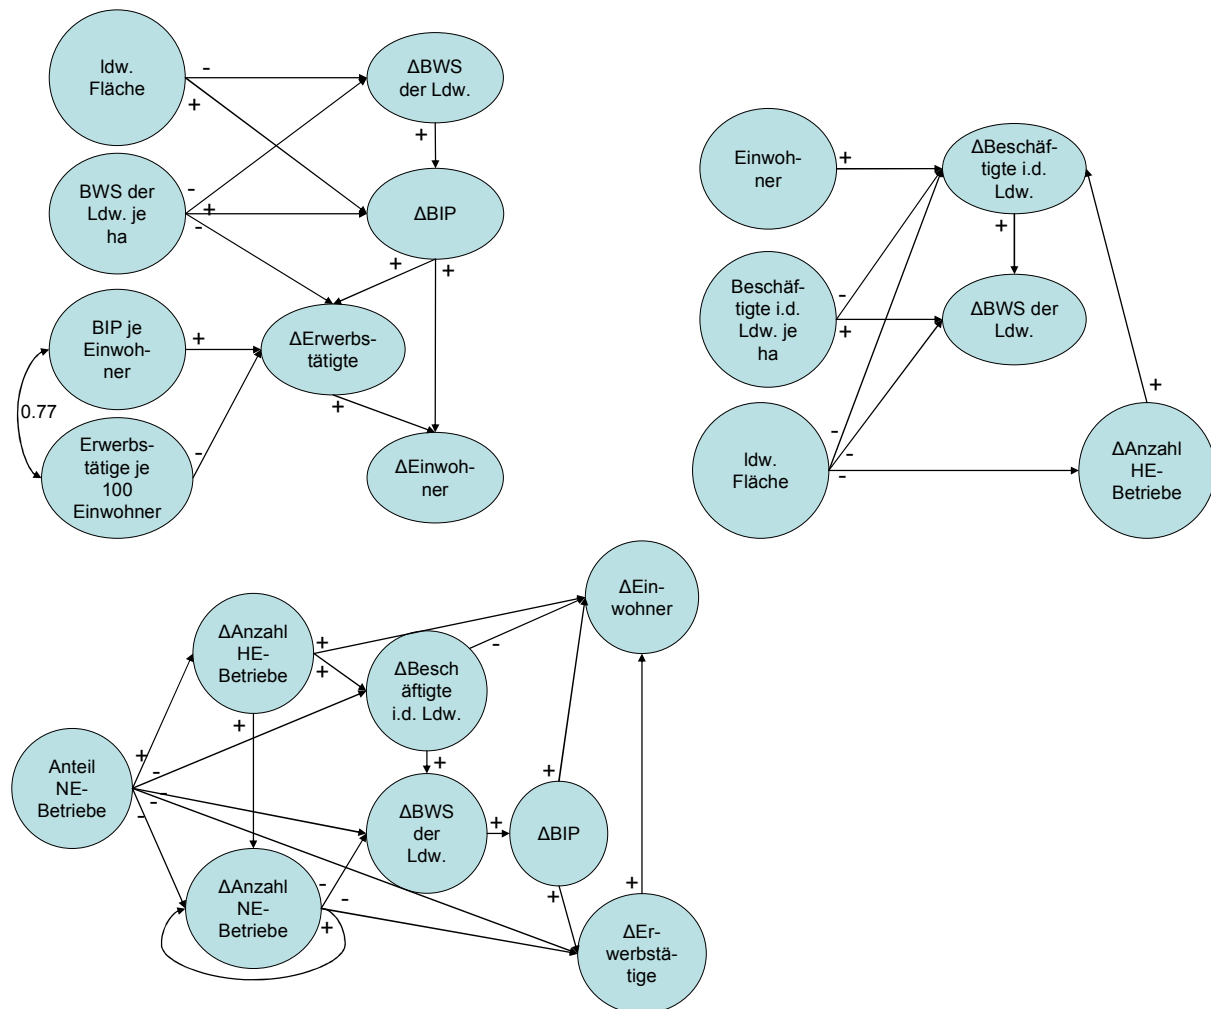 ldw.
Fläche
-
+
ΔBWS
der Ldw.
+
BWS der
Ldw. je
ha
-
+
-
ΔBIP
+
+
BIP je
Einwoh-
ner
+
ΔErwerbs-
tätigte
0.77
+
Erwerbs-
tätige je
100
Einwohner
-
ΔEinwoh-
ner
Einwoh-
ner
+
ΔBeschäf-
tigte i.d.
Ldw.
+
Beschäf-
tigte i.d.
Ldw. je
ha
-
+
ΔBWS der
Ldw.
+
ldw.
Fläche
-
-
-
ΔAnzahl
HE-
Betriebe
ΔEin-
wohner
ΔAnzahl
HE-
Betriebe
+
+
-
ΔBesch
äftigte
i.d. Ldw.
+
+
Anteil
NE-
Betriebe
+
-
-
-
-
+
ΔBWS
der
Ldw.
+
ΔBIP
+
+
ΔAnzahl
NE-
Betriebe
-
-
+
+
ΔEr-
werbstä-
tige